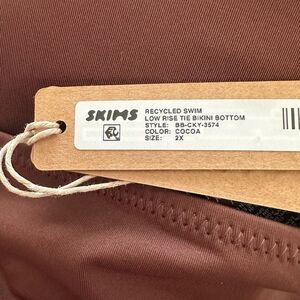 SKIMS
RECYCLED SWIM
LOW RISE TIE BIKINI BOTTOM
STYLE: BB-CKY-3574
COLOR: COCOA
SIZE: 2X